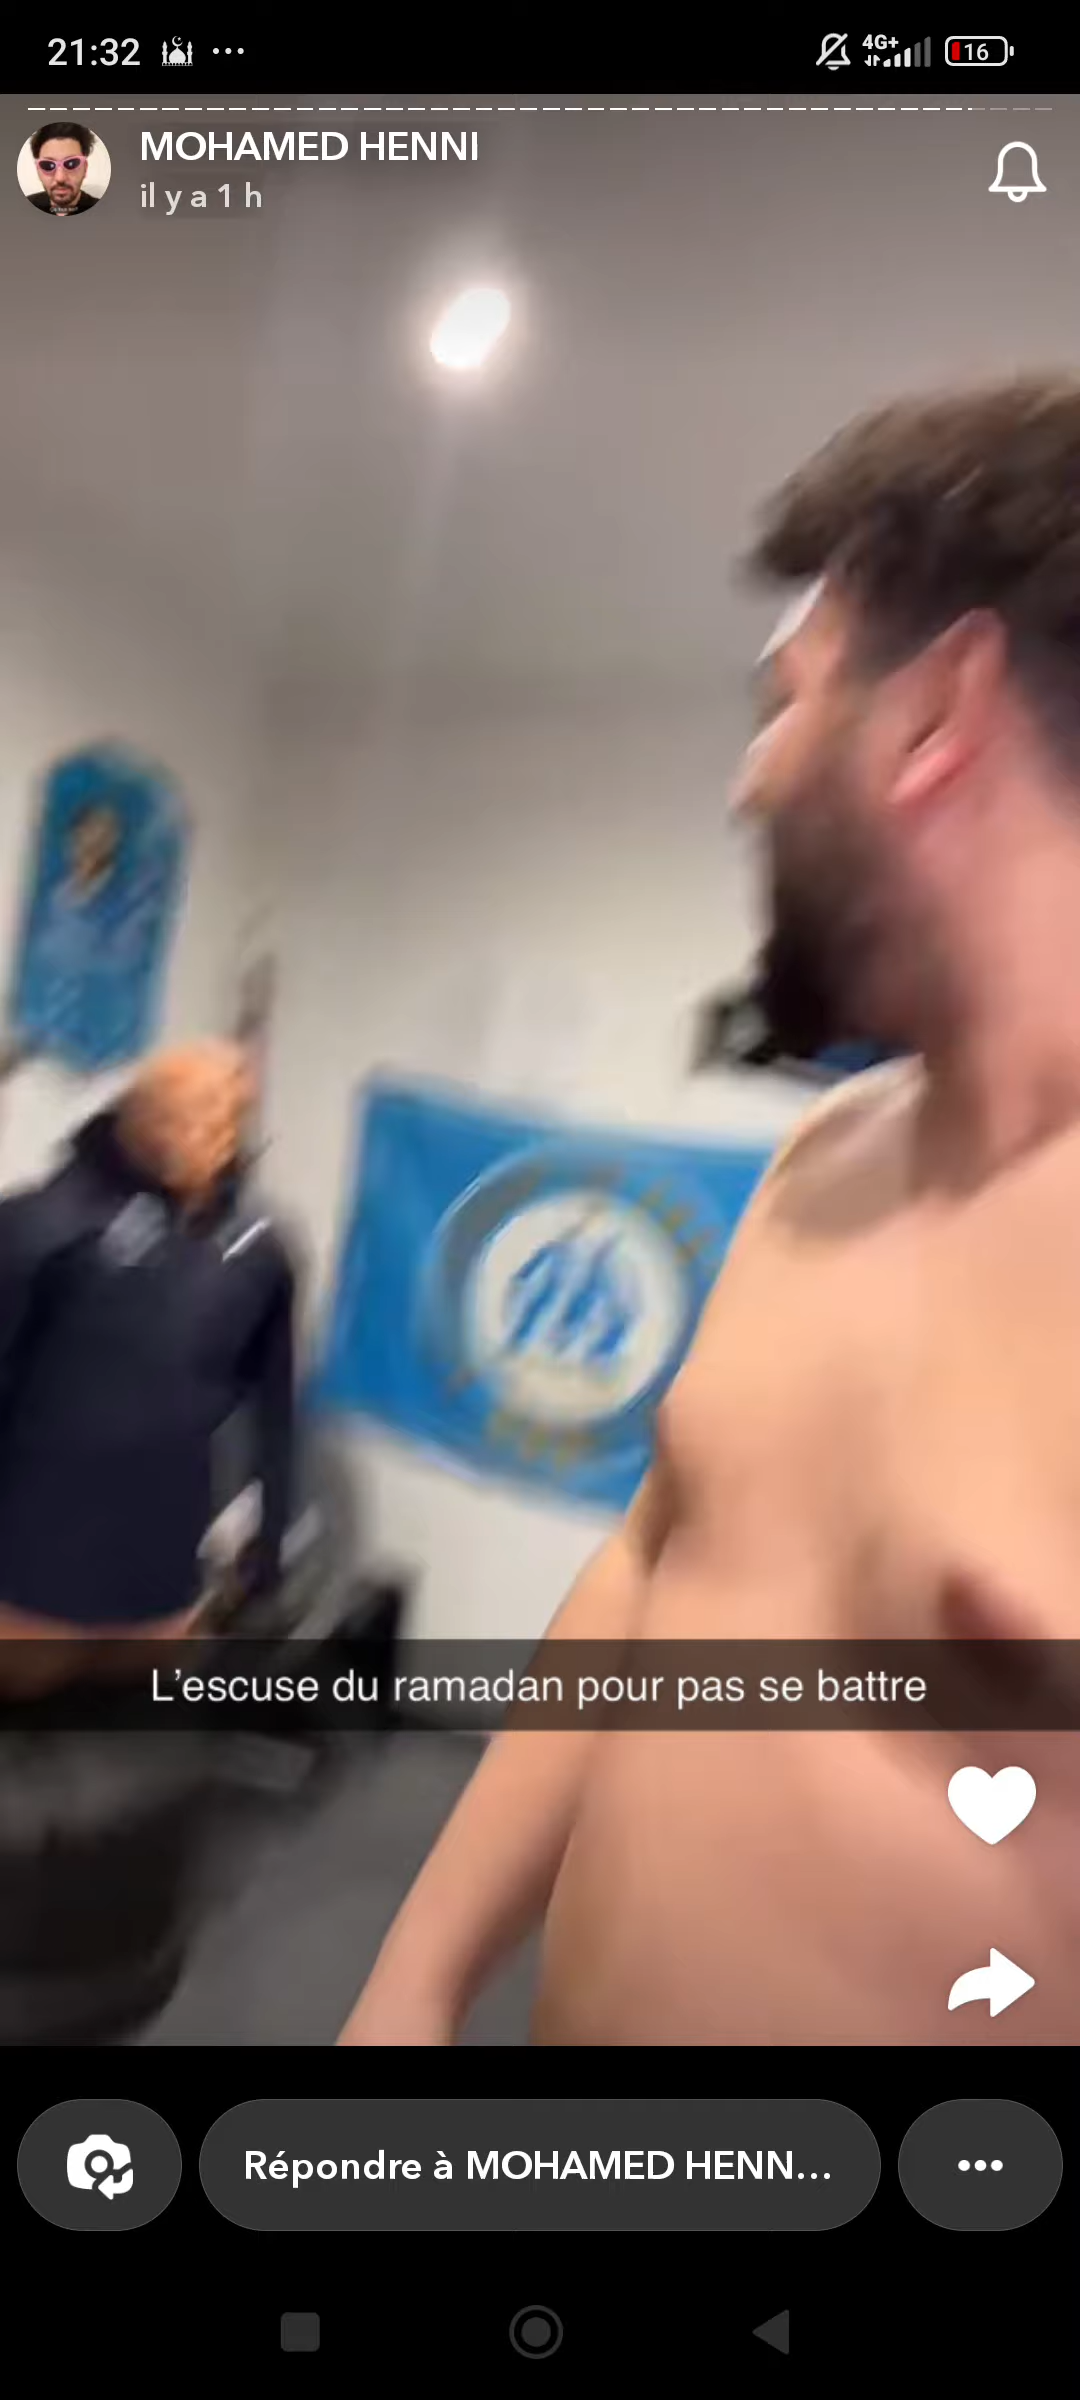 21:32
4G+
16
MOHAMED HENNI
il y a 1 h
L'escuse du ramadan pour pas se battre
Répondre à MOHAMED HENN...